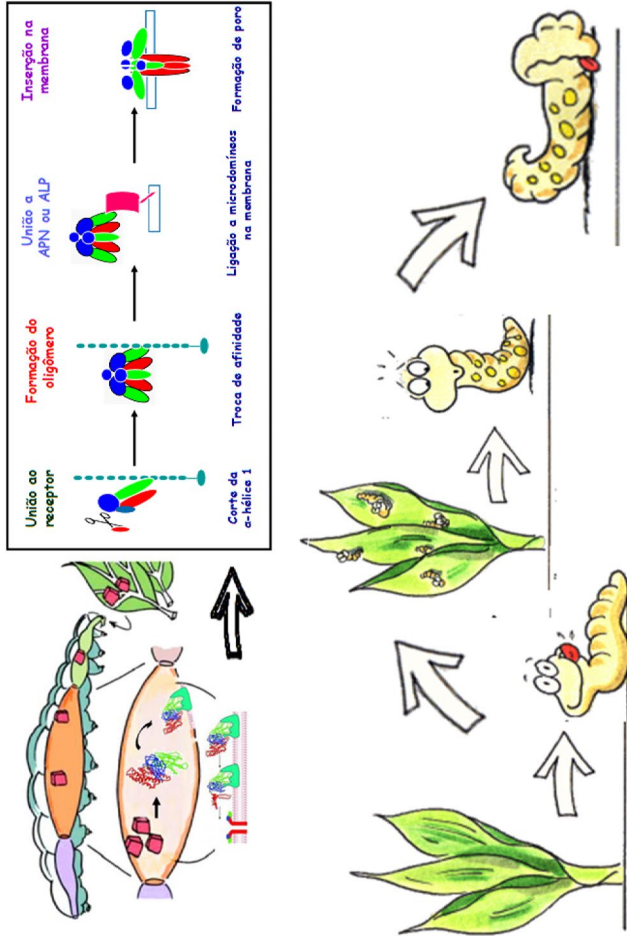 União ao
receptor
Formação do
oligômero
União a
APN ou ALP
Inserção na
membrana
Corte da
α-hélice 1
Troca de afinidade
Ligação a microdomíneos
na membrana
Formação de poro